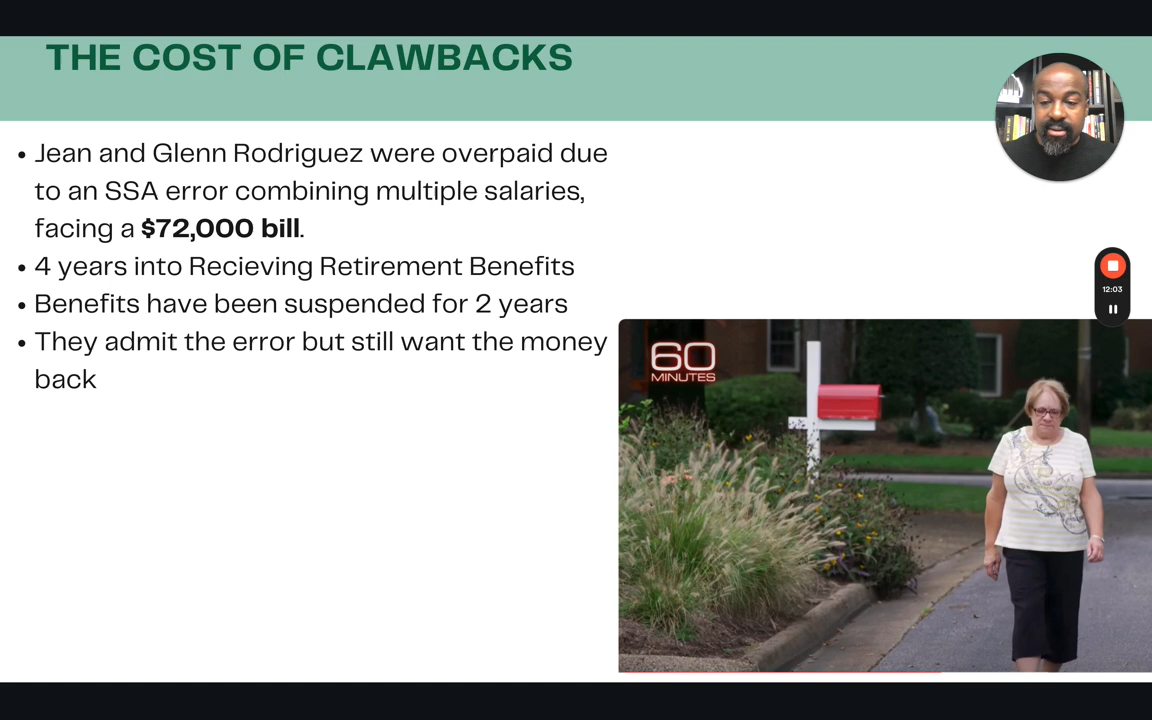 THE COST OF CLAWBACKS
• Jean and Glenn Rodriguez were overpaid due
to an SSA error combining multiple salaries,
facing a $72,000 bill.
• 4 years into Recieving Retirement Benefits
• Benefits have been suspended for 2 years
• They admit the error but still want the money
back
12:03
60
MINUTES